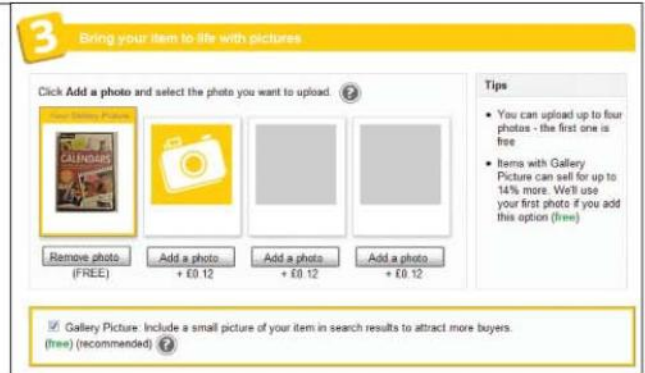 3 Bring your item to life with pictures
Click Add a photo and select the photo you want to upload. ?
Your Gallery Picture
CALENDARS
Remove photo
(FREE)
Add a photo
+ £0.12
Add a photo
+ £0.12
Add a photo
+ £0.12
Tips
• You can upload up to four
photos - the first one is
free
• Items with Gallery
Picture can sell for up to
14% more. We'll use
your first photo if you add
this option (free)
Gallery Picture: Include a small picture of your item in search results to attract more buyers.
(free) (recommended) ?